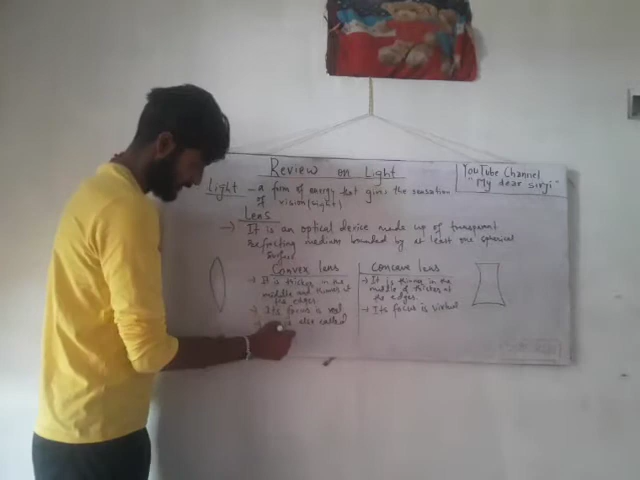 Review on Light
YouTube Channel
"My dear sirji"
Light - a form of energy that gives the sensation
of vision (sight)
Lens
→ It is an optical device made up of transparent
refracting medium bounded by at least one spherical
surface
Convex lens
→ It is thicker in the
middle and thinner at
the edges.
→ Its focus is real
is also called
Concave lens
→ It is thinner in the
middle & thicker at
the edges.
→ Its focus is virtual